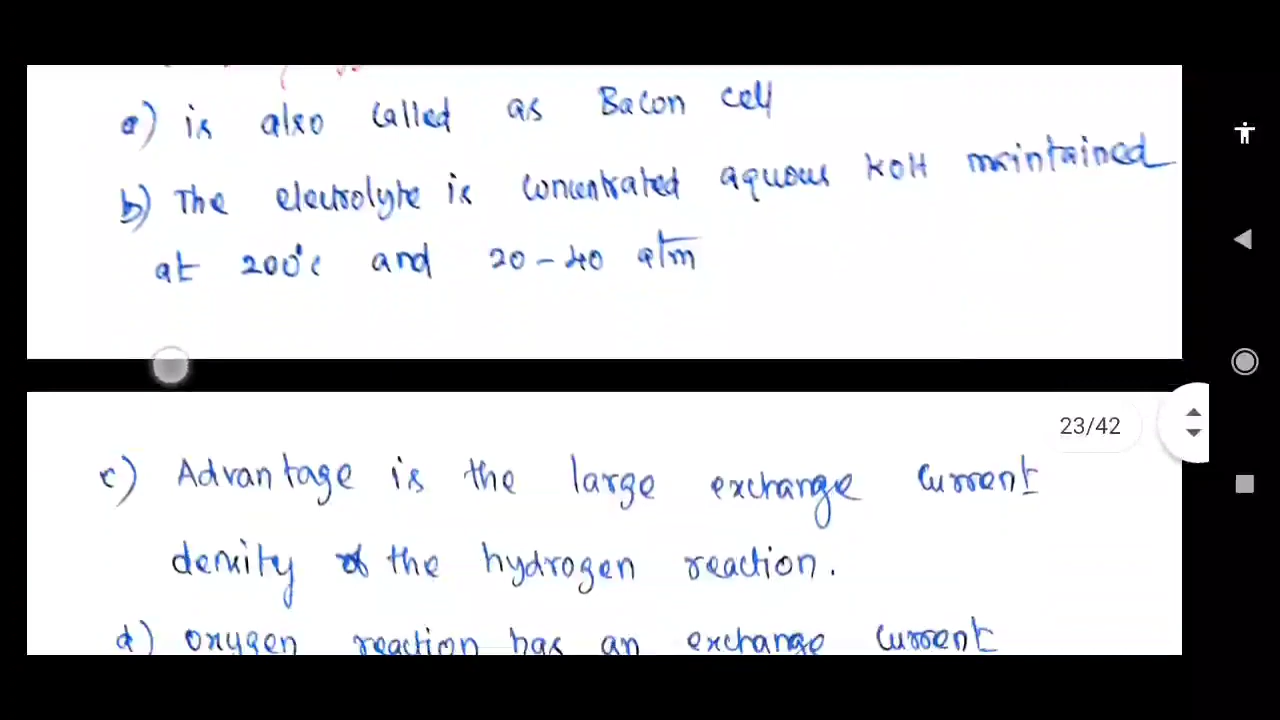 a) is also called as Bacon cell
b) The electrolyte is concentrated aquous KOH maintained
at 200°c and 20-40 atm
23/42
c) Advantage is the large exchange current
density of the hydrogen reaction.
d) oxygen reaction has an exchange current